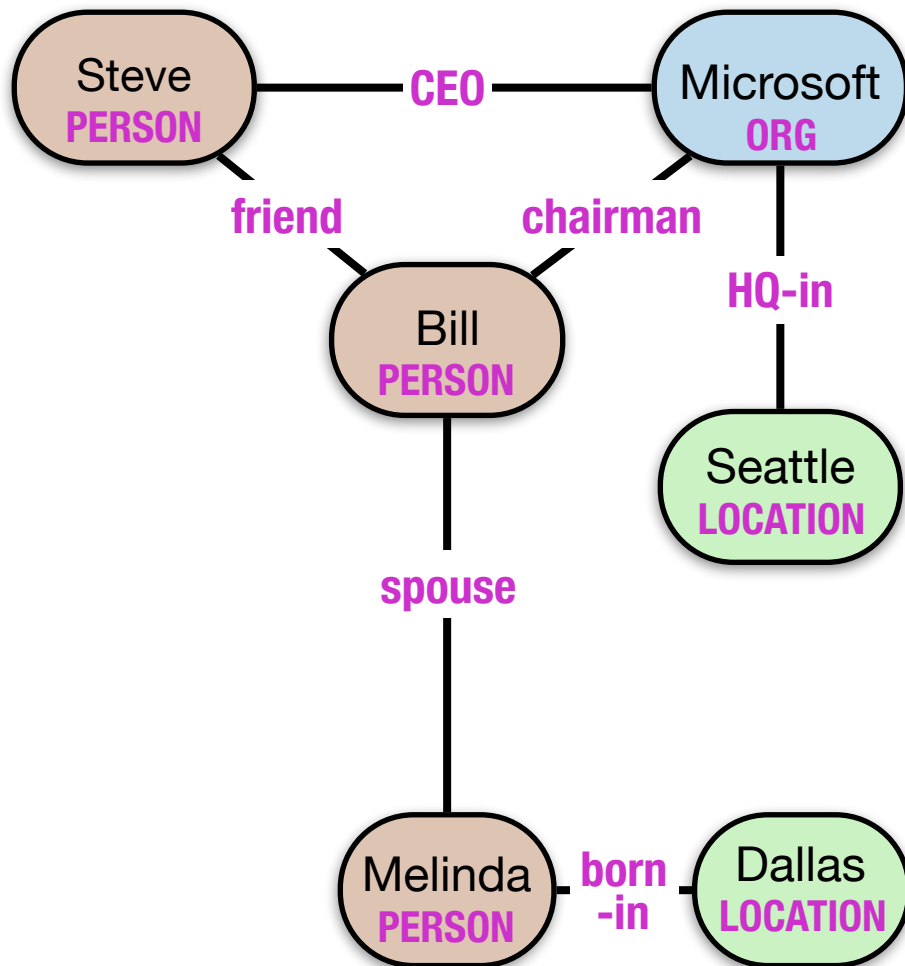 Steve
PERSON
CEO
Microsoft
ORG
friend
chairman
HQ-in
Bill
PERSON
Seattle
LOCATION
spouse
Melinda
PERSON
born
-in
Dallas
LOCATION